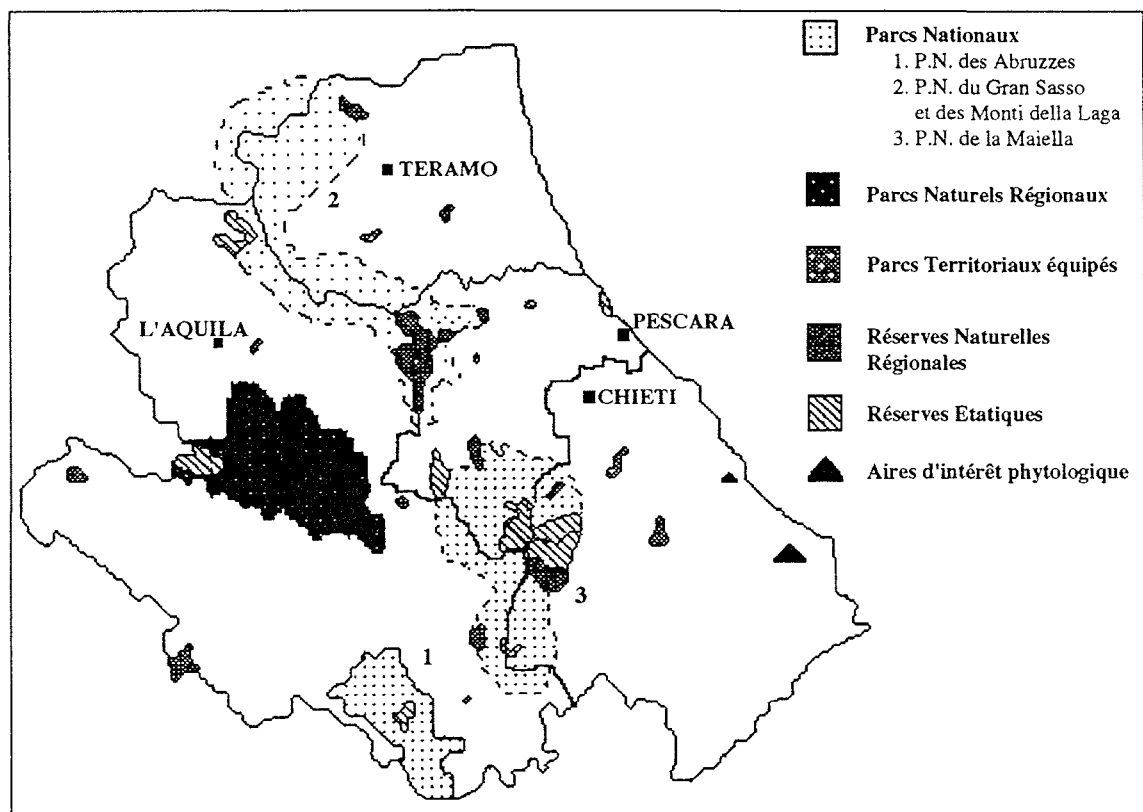 Parcs Nationaux
1. P.N. des Abruzzes
2. P.N. du Gran Sasso
et des Monti della Laga
3. P.N. de la Maiella
Parcs Naturels Régionaux
Parcs Territoriaux équipés
Réserves Naturelles
Régionales
Réserves Etatiques
Aires d'intérêt phytologique
TERAMO
2
L'AQUILA
PESCARA
CHIETI
3
1